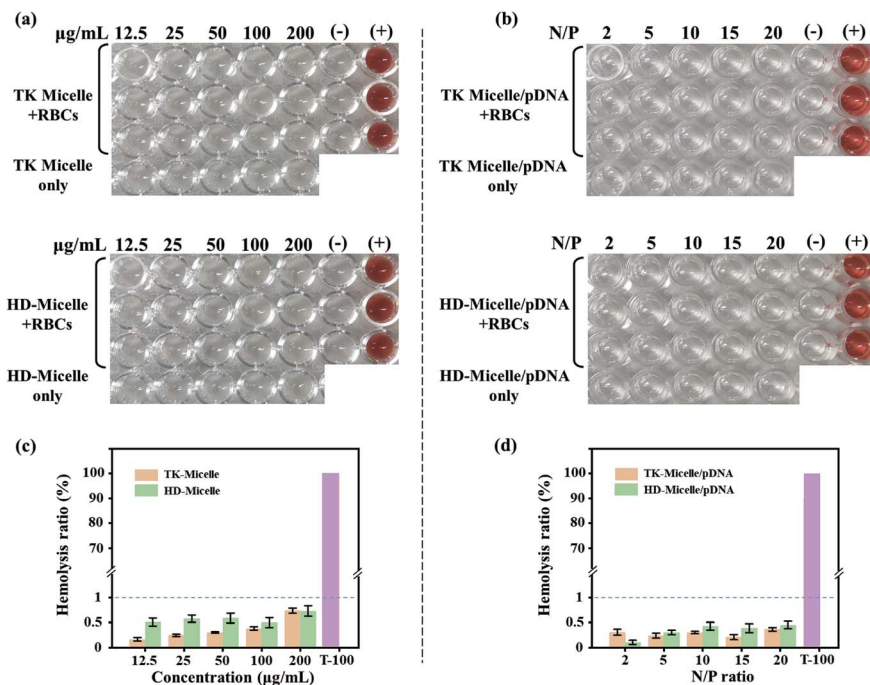 (a)
μg/mL 12.5 25 50 100 200 (-) (+)
TK Micelle
+RBCs
TK Micelle
only
μg/mL 12.5 25 50 100 200 (-) (+)
HD-Micelle
+RBCs
HD-Micelle
only
(b)
N/P 2 5 10 15 20 (-) (+)
TK Micelle/pDNA
+RBCs
TK Micelle/pDNA
only
N/P 2 5 10 15 20 (-) (+)
HD-Micelle/pDNA
+RBCs
HD-Micelle/pDNA
only
(c)
Hemolysis ratio (%)
100
90
80
70
1
0.5
0
TK-Micelle
HD-Micelle
12.5 25 50 100 200 T-100
Concentration (μg/mL)
(d)
Hemolysis ratio (%)
100
90
80
70
1
0.5
0
TK-Micelle/pDNA
HD-Micelle/pDNA
2 5 10 15 20 T-100
N/P ratio